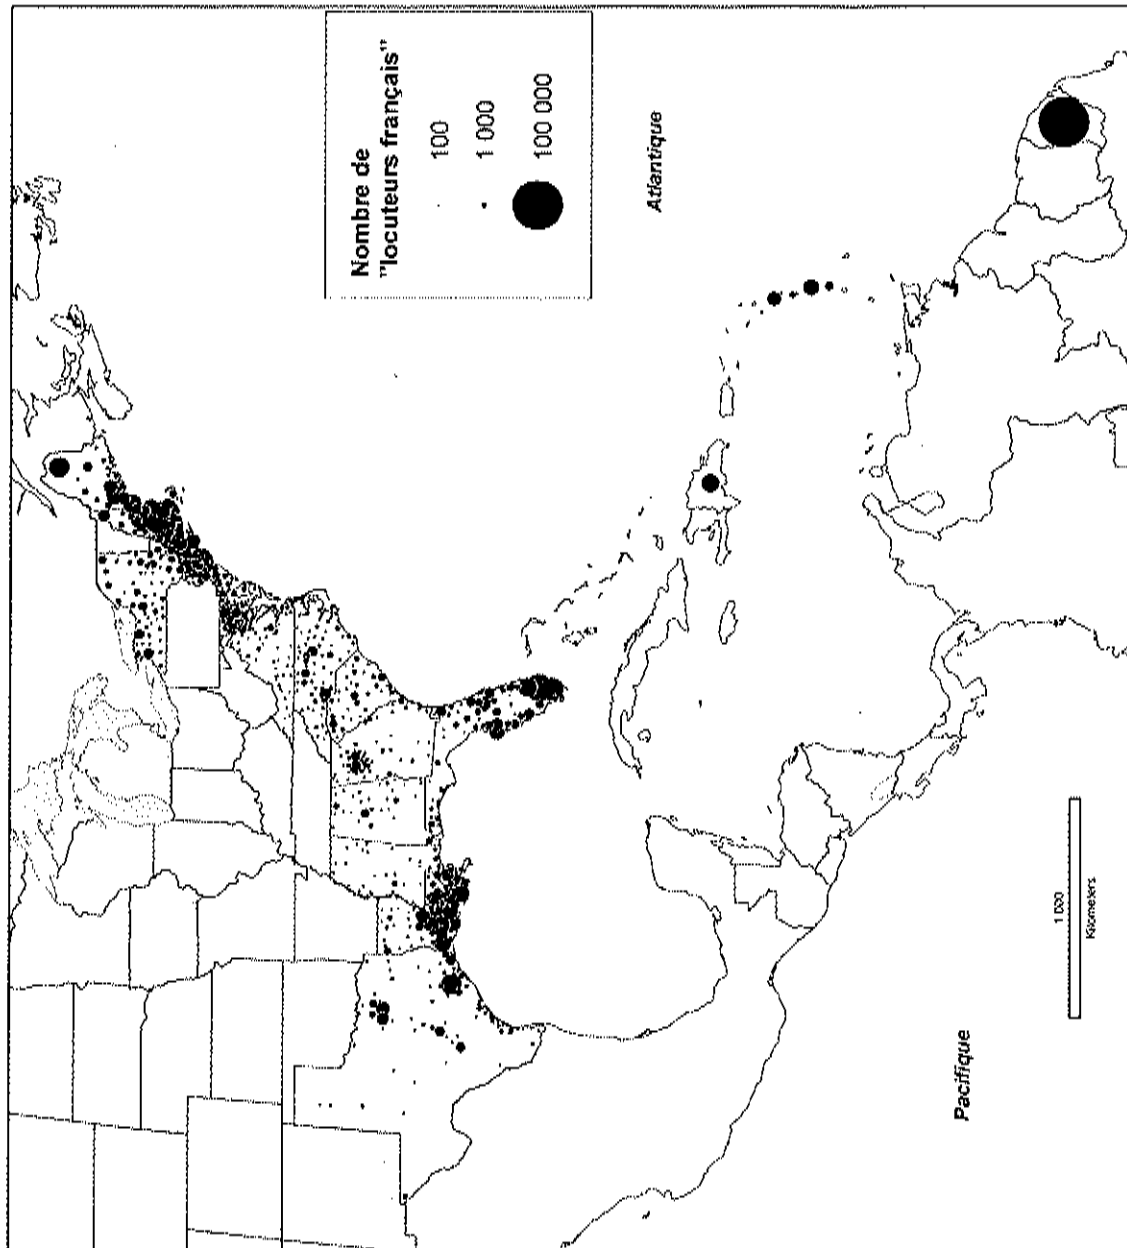 Nombre de
"locuteurs français"
100
1 000
100 000
Atlantique
Pacifique
1 000
Kilometers